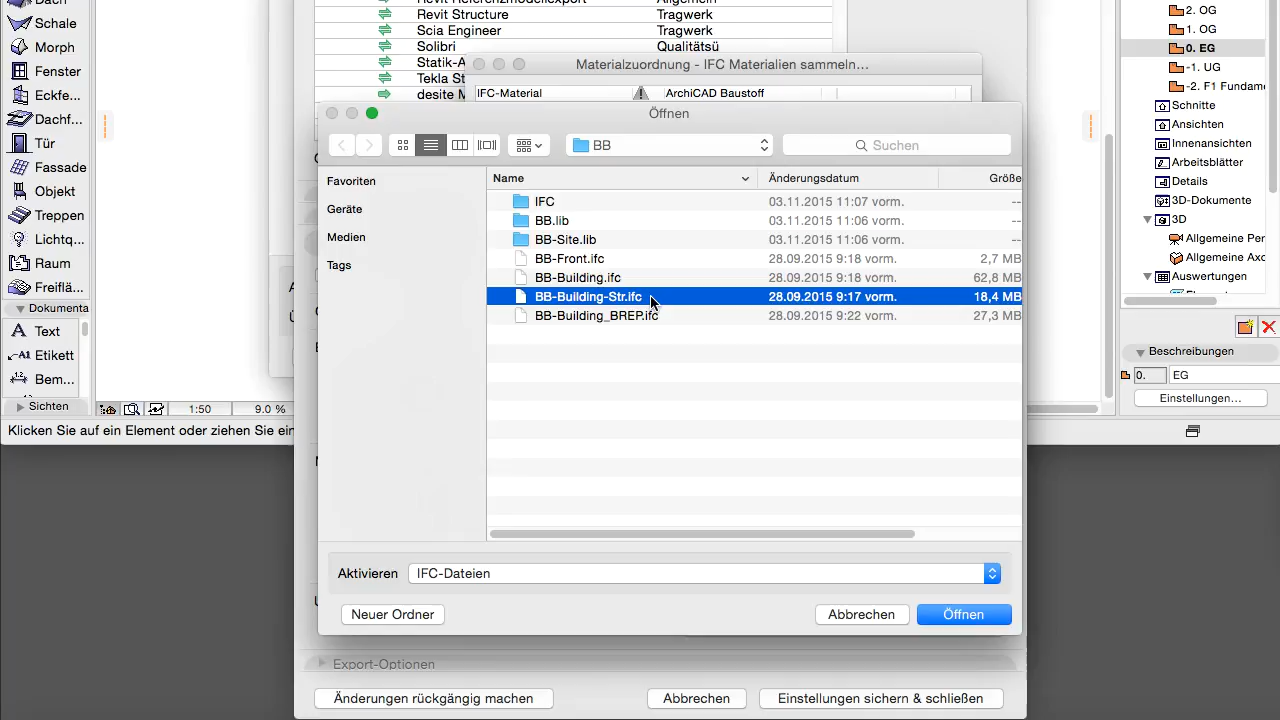 Dach
Schale
Morph
Fenster
Eckfe...
Dachf...
Tür
Fassade
Objekt
Treppen
Lichtq...
Raum
Freiflä...
Dokumenta
Text
A1
Etikett
Bem...
Sichten
1:50
9.0 %
Klicken Sie auf ein Element oder ziehen Sie ein
Revit Referenzmodellexport
Allgemein
Revit Structure
Tragwerk
Scia Engineer
Tragwerk
Solibri
Qualitätsü
Statik-A
Tekla St
desite M
Materialzuordnung - IFC Materialien sammeln...
IFC-Material
ArchiCAD Baustoff
Öffnen
BB
Suchen
Favoriten
Geräte
Medien
Tags
Name
Änderungsdatum
Größe
IFC
03.11.2015 11:07 vorm.
--
BB.lib
03.11.2015 11:06 vorm.
--
BB-Site.lib
03.11.2015 11:06 vorm.
--
BB-Front.ifc
28.09.2015 9:18 vorm.
2,7 MB
BB-Building.ifc
28.09.2015 9:18 vorm.
62,8 MB
BB-Building-Str.ifc
28.09.2015 9:17 vorm.
18,4 MB
BB-Building_BREP.ifc
28.09.2015 9:22 vorm.
27,3 MB
Aktivieren
IFC-Dateien
Neuer Ordner
Abbrechen
Öffnen
Export-Optionen
Änderungen rückgängig machen
Abbrechen
Einstellungen sichern & schließen
2. OG
1. OG
0. EG
-1. UG
-2. F1 Fundam
Schnitte
Ansichten
Innenansichten
Arbeitsblätter
Details
3D-Dokumente
3D
Allgemeine Per
Allgemeine Axo
Auswertungen
Beschreibungen
0.
EG
Einstellungen...